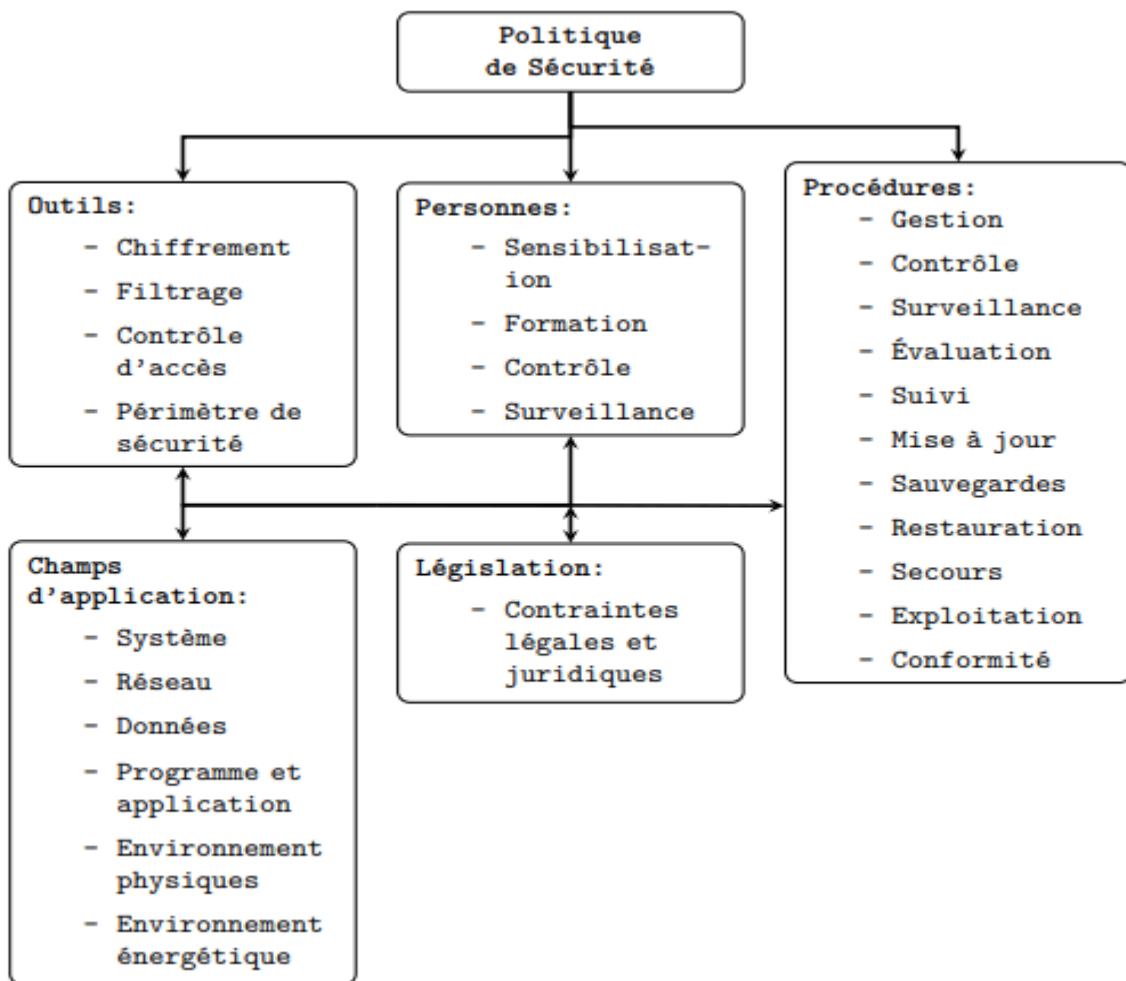 Politique
de Sécurité
Outils:
– Chiffrement
– Filtrage
– Contrôle
d'accès
– Périmètre de
sécurité
Personnes:
– Sensibilisat-
ion
– Formation
– Contrôle
– Surveillance
Procédures:
– Gestion
– Contrôle
– Surveillance
– Évaluation
– Suivi
– Mise à jour
– Sauvegardes
– Restauration
– Secours
– Exploitation
– Conformité
Champs
d'application:
– Système
– Réseau
– Données
– Programme et
application
– Environnement
physiques
– Environnement
énergétique
Législation:
– Contraintes
légales et
juridiques